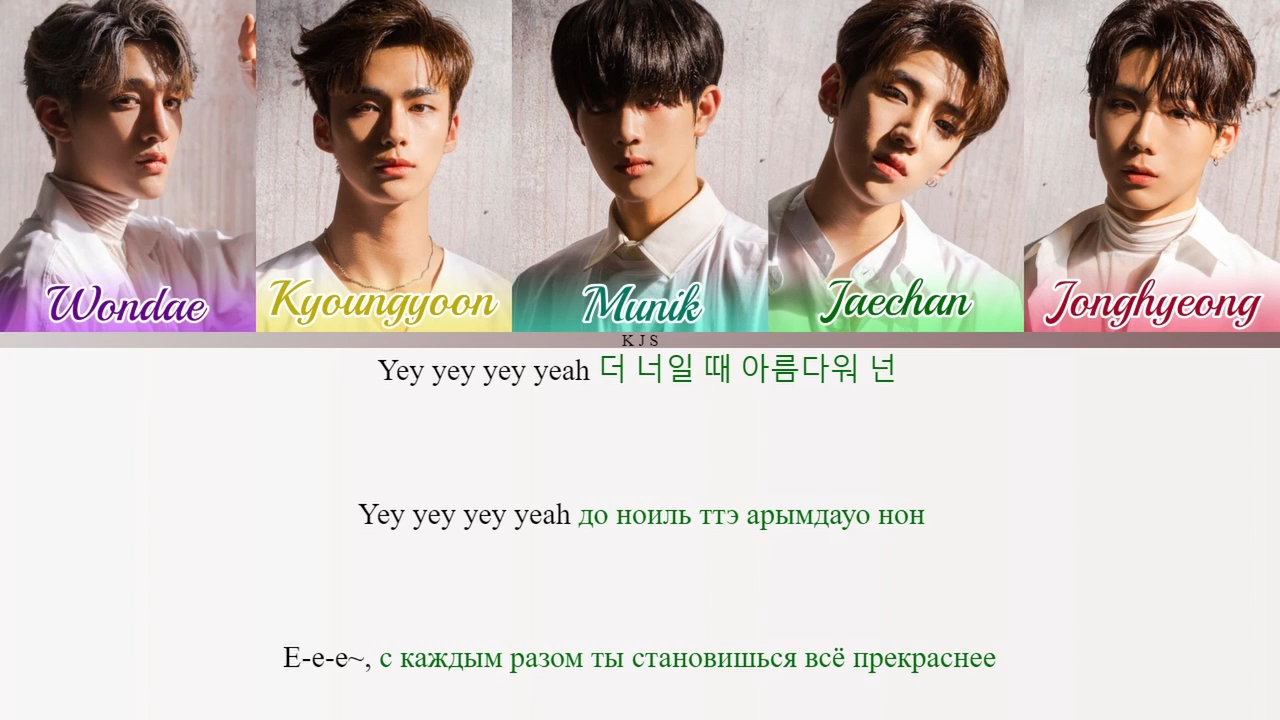 Wondae Kyoungyoon Munik Jaechan Jonghyeong
K J S
Yey yey yey yeah 더 너일 때 아름다워 넌
Yey yey yey yeah до ноиль ттэ арымдауо нон
Е-е-е~, с каждым разом ты становишься всё прекраснее